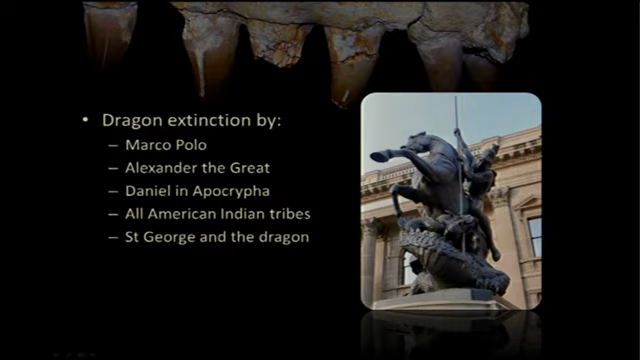 • Dragon extinction by:
– Marco Polo
– Alexander the Great
– Daniel in Apocrypha
– All American Indian tribes
– St George and the dragon